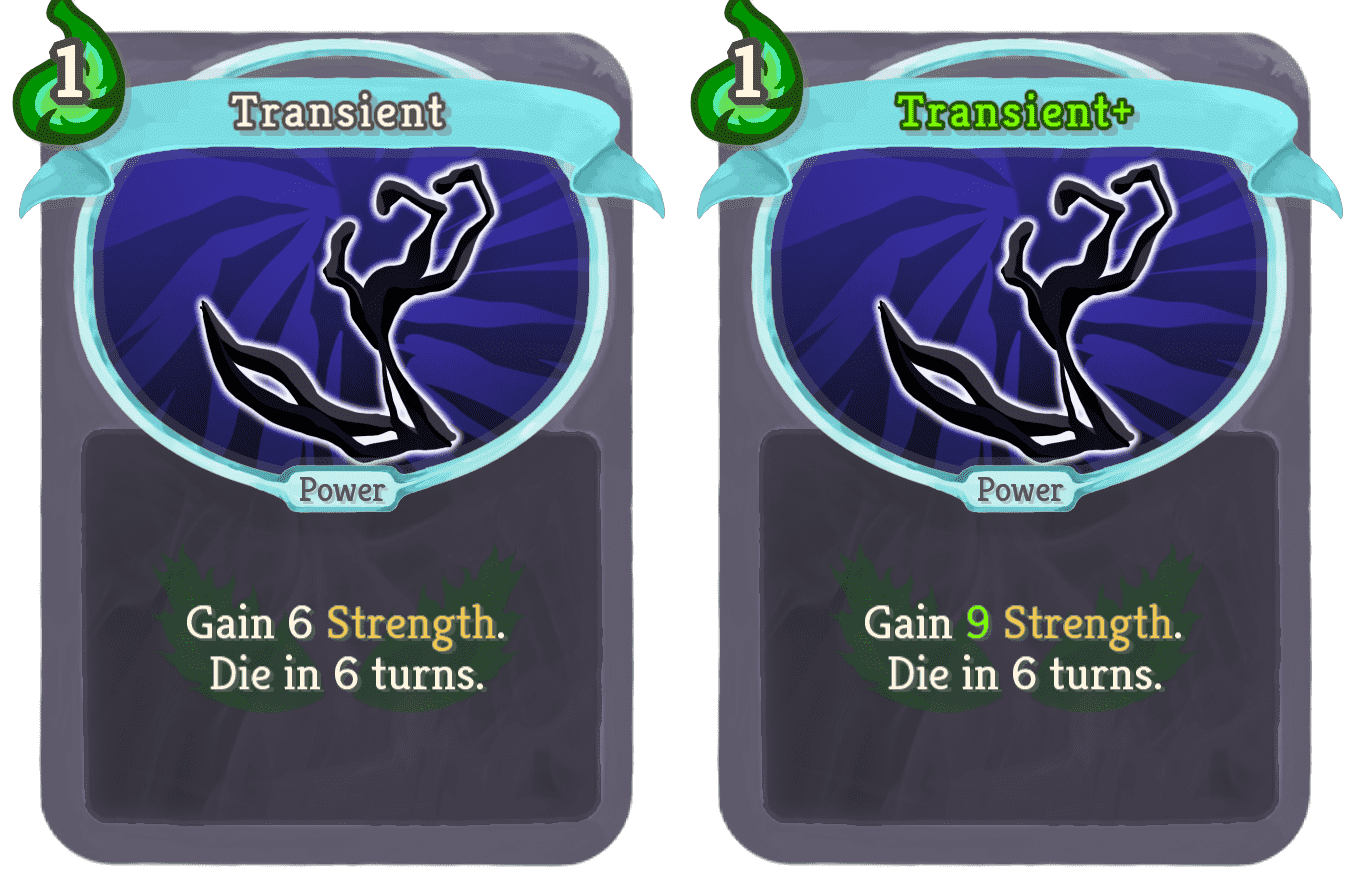 1
Transient
Power
Gain 6 Strength.
Die in 6 turns.
1
Transient+
Power
Gain 9 Strength.
Die in 6 turns.